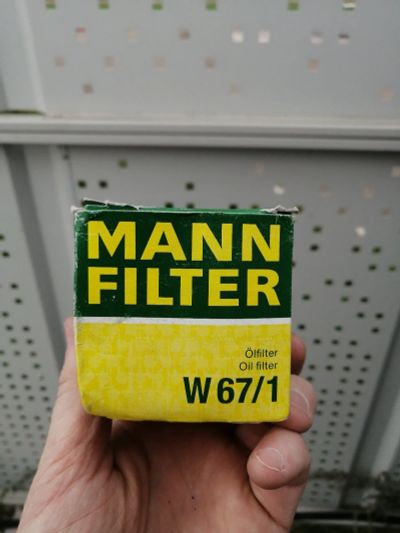 MANN
FILTER
Ölfilter
Oil filter
W 67/1